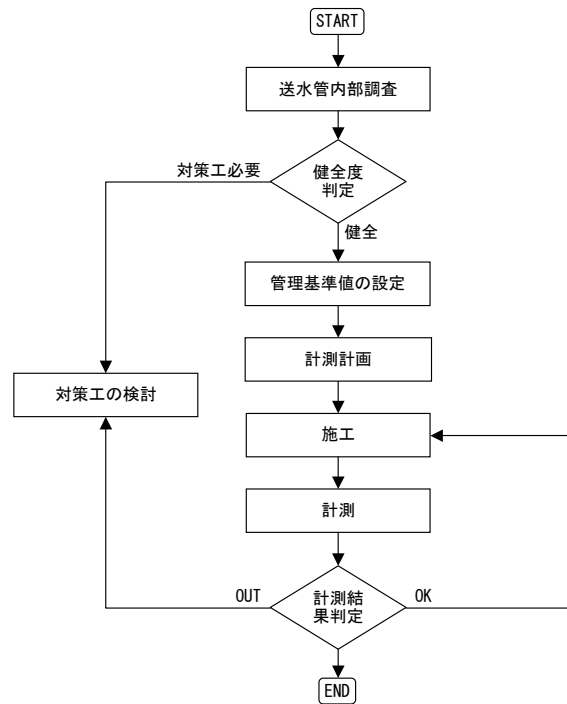 START
送水管内部調査
対策工必要
健全度
判定
健全
管理基準値の設定
計測計画
対策工の検討
施工
計測
OUT
計測結
果判定
OK
END